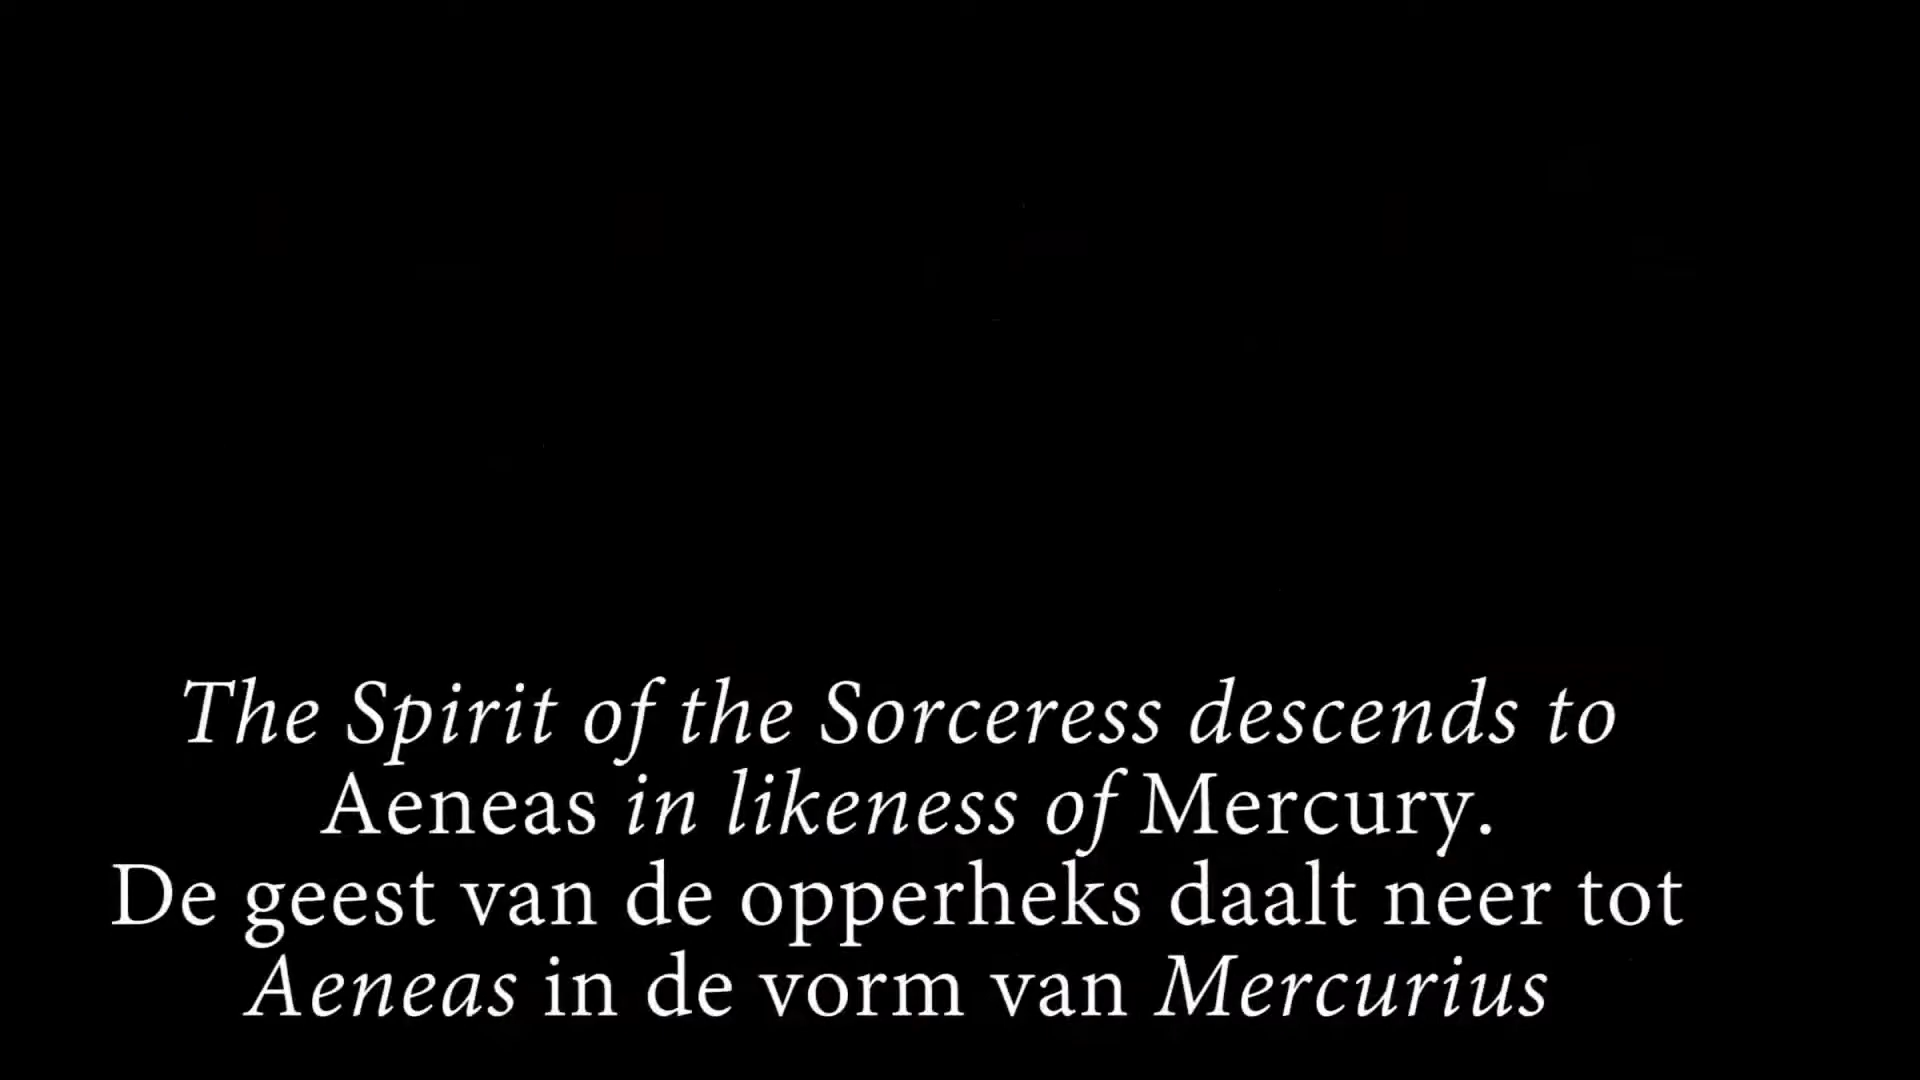 The Spirit of the Sorceress descends to
Aeneas in likeness of Mercury.
De geest van de opperheks daalt neer tot
Aeneas in de vorm van Mercurius